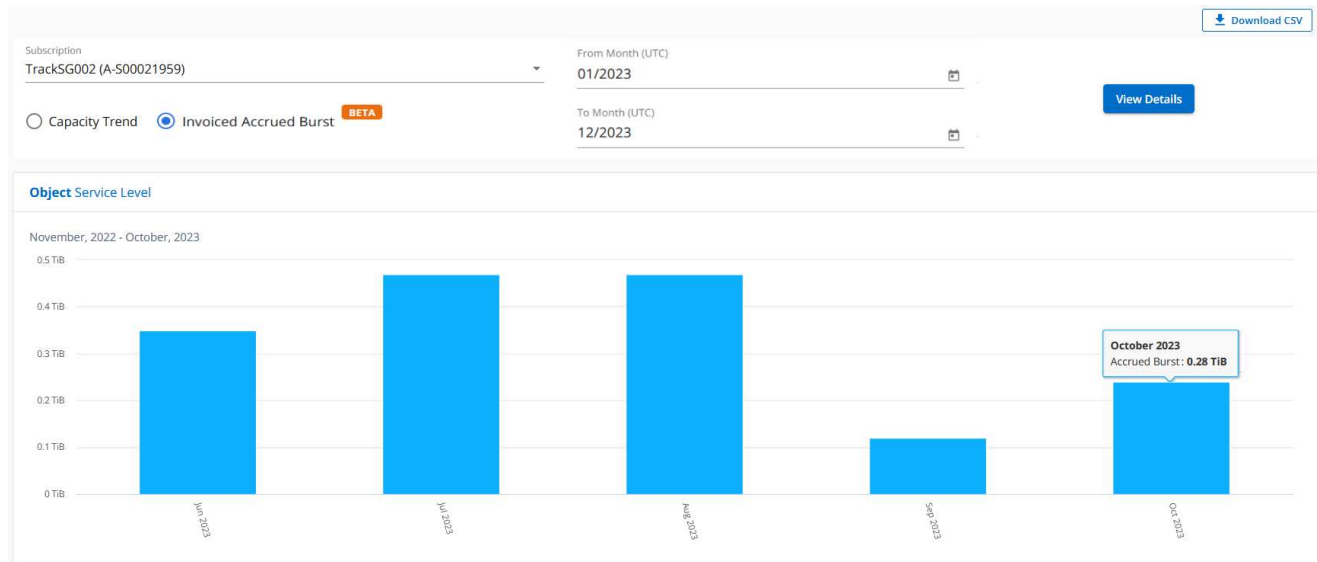 Download CSV
Subscription
TrackSG002 (A-S00021959)
From Month (UTC)
01/2023
View Details
Capacity Trend
Invoiced Accrued Burst
BETA
To Month (UTC)
12/2023
Object Service Level
November, 2022 - October, 2023
0.5 TiB
0.4 TiB
0.3 TiB
0.2 TiB
0.1 TiB
0 TiB
October 2023
Accrued Burst: 0.28 TiB
Jun 2023
Jul 2023
Aug 2023
Sep 2023
Oct 2023